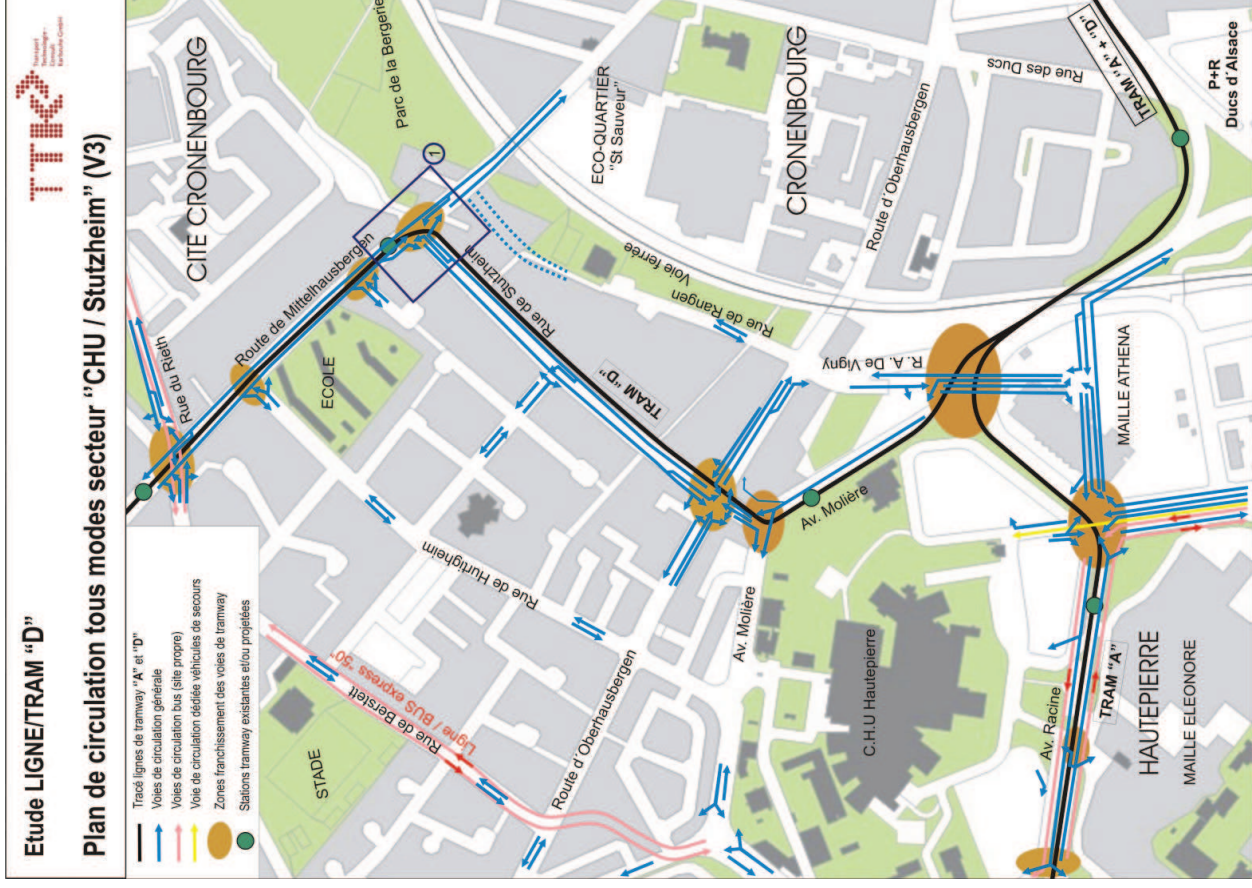 Etude LIGNE/TRAM "D"
Plan de circulation tous modes secteur "CHU / Stutzheim" (V3)
TTK
Transport
Technologie-
Consult
Karlsruhe GmbH
Tracé lignes de tramway "A" et "D"
Voies de circulation générale
Voies de circulation bus (site propre)
Voie de circulation dédiée véhicules de secours
Zones franchissement des voies de tramway
Stations tramway existantes et/ou projetées
CITE CRONENBOURG
Parc de la Bergerie
Rue du Rieth
Route de Mittelhausbergen
1
ECOLE
ECO-QUARTIER
"St Sauveur"
Rue de Stutzheim
Voie ferrée
Rue de Rangen
CRONENBOURG
Route d'Oberhausbergen
Rue des Ducs
TRAM "A" + "D"
P+R
Ducs d'Alsace
TRAM "D"
R. A. De Vigny
MAILLE ATHENA
Rue de Hurtigheim
STADE
Rue de Berstett
Ligne / BUS express "50"
Route d'Oberhausbergen
Av. Molière
Av. Molière
C.H.U Hautepierre
Av. Racine
TRAM "A"
HAUTEPIERRE
MAILLE ELEONORE